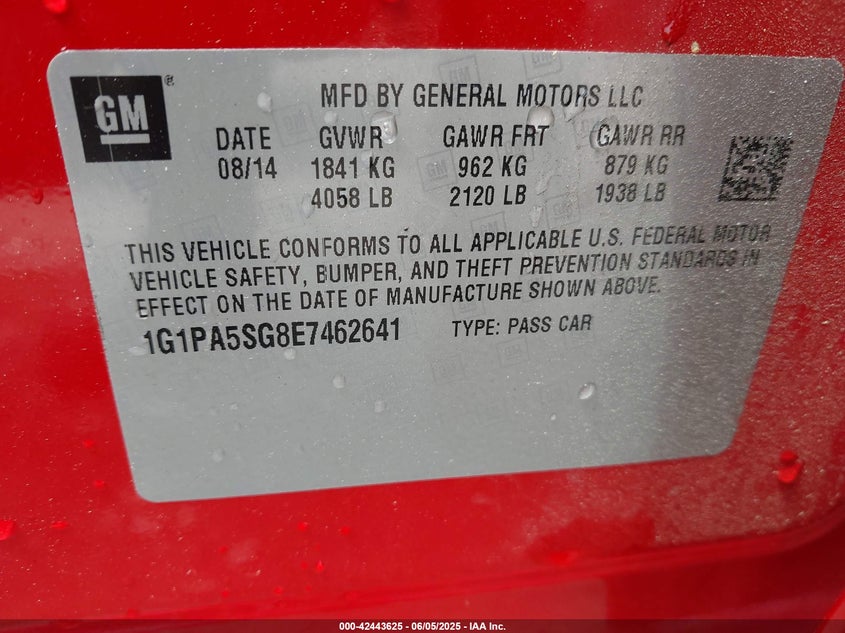 GM ®
MFD BY GENERAL MOTORS LLC
DATE GVWR GAWR FRT GAWR RR
08/14 1841 KG 962 KG 879 KG
4058 LB 2120 LB 1938 LB
THIS VEHICLE CONFORMS TO ALL APPLICABLE U.S. FEDERAL MOTOR
VEHICLE SAFETY, BUMPER, AND THEFT PREVENTION STANDARDS IN
EFFECT ON THE DATE OF MANUFACTURE SHOWN ABOVE.
1G1PA5SG8E7462641 TYPE: PASS CAR
000-42443625 - 06/05/2025 - IAA Inc.